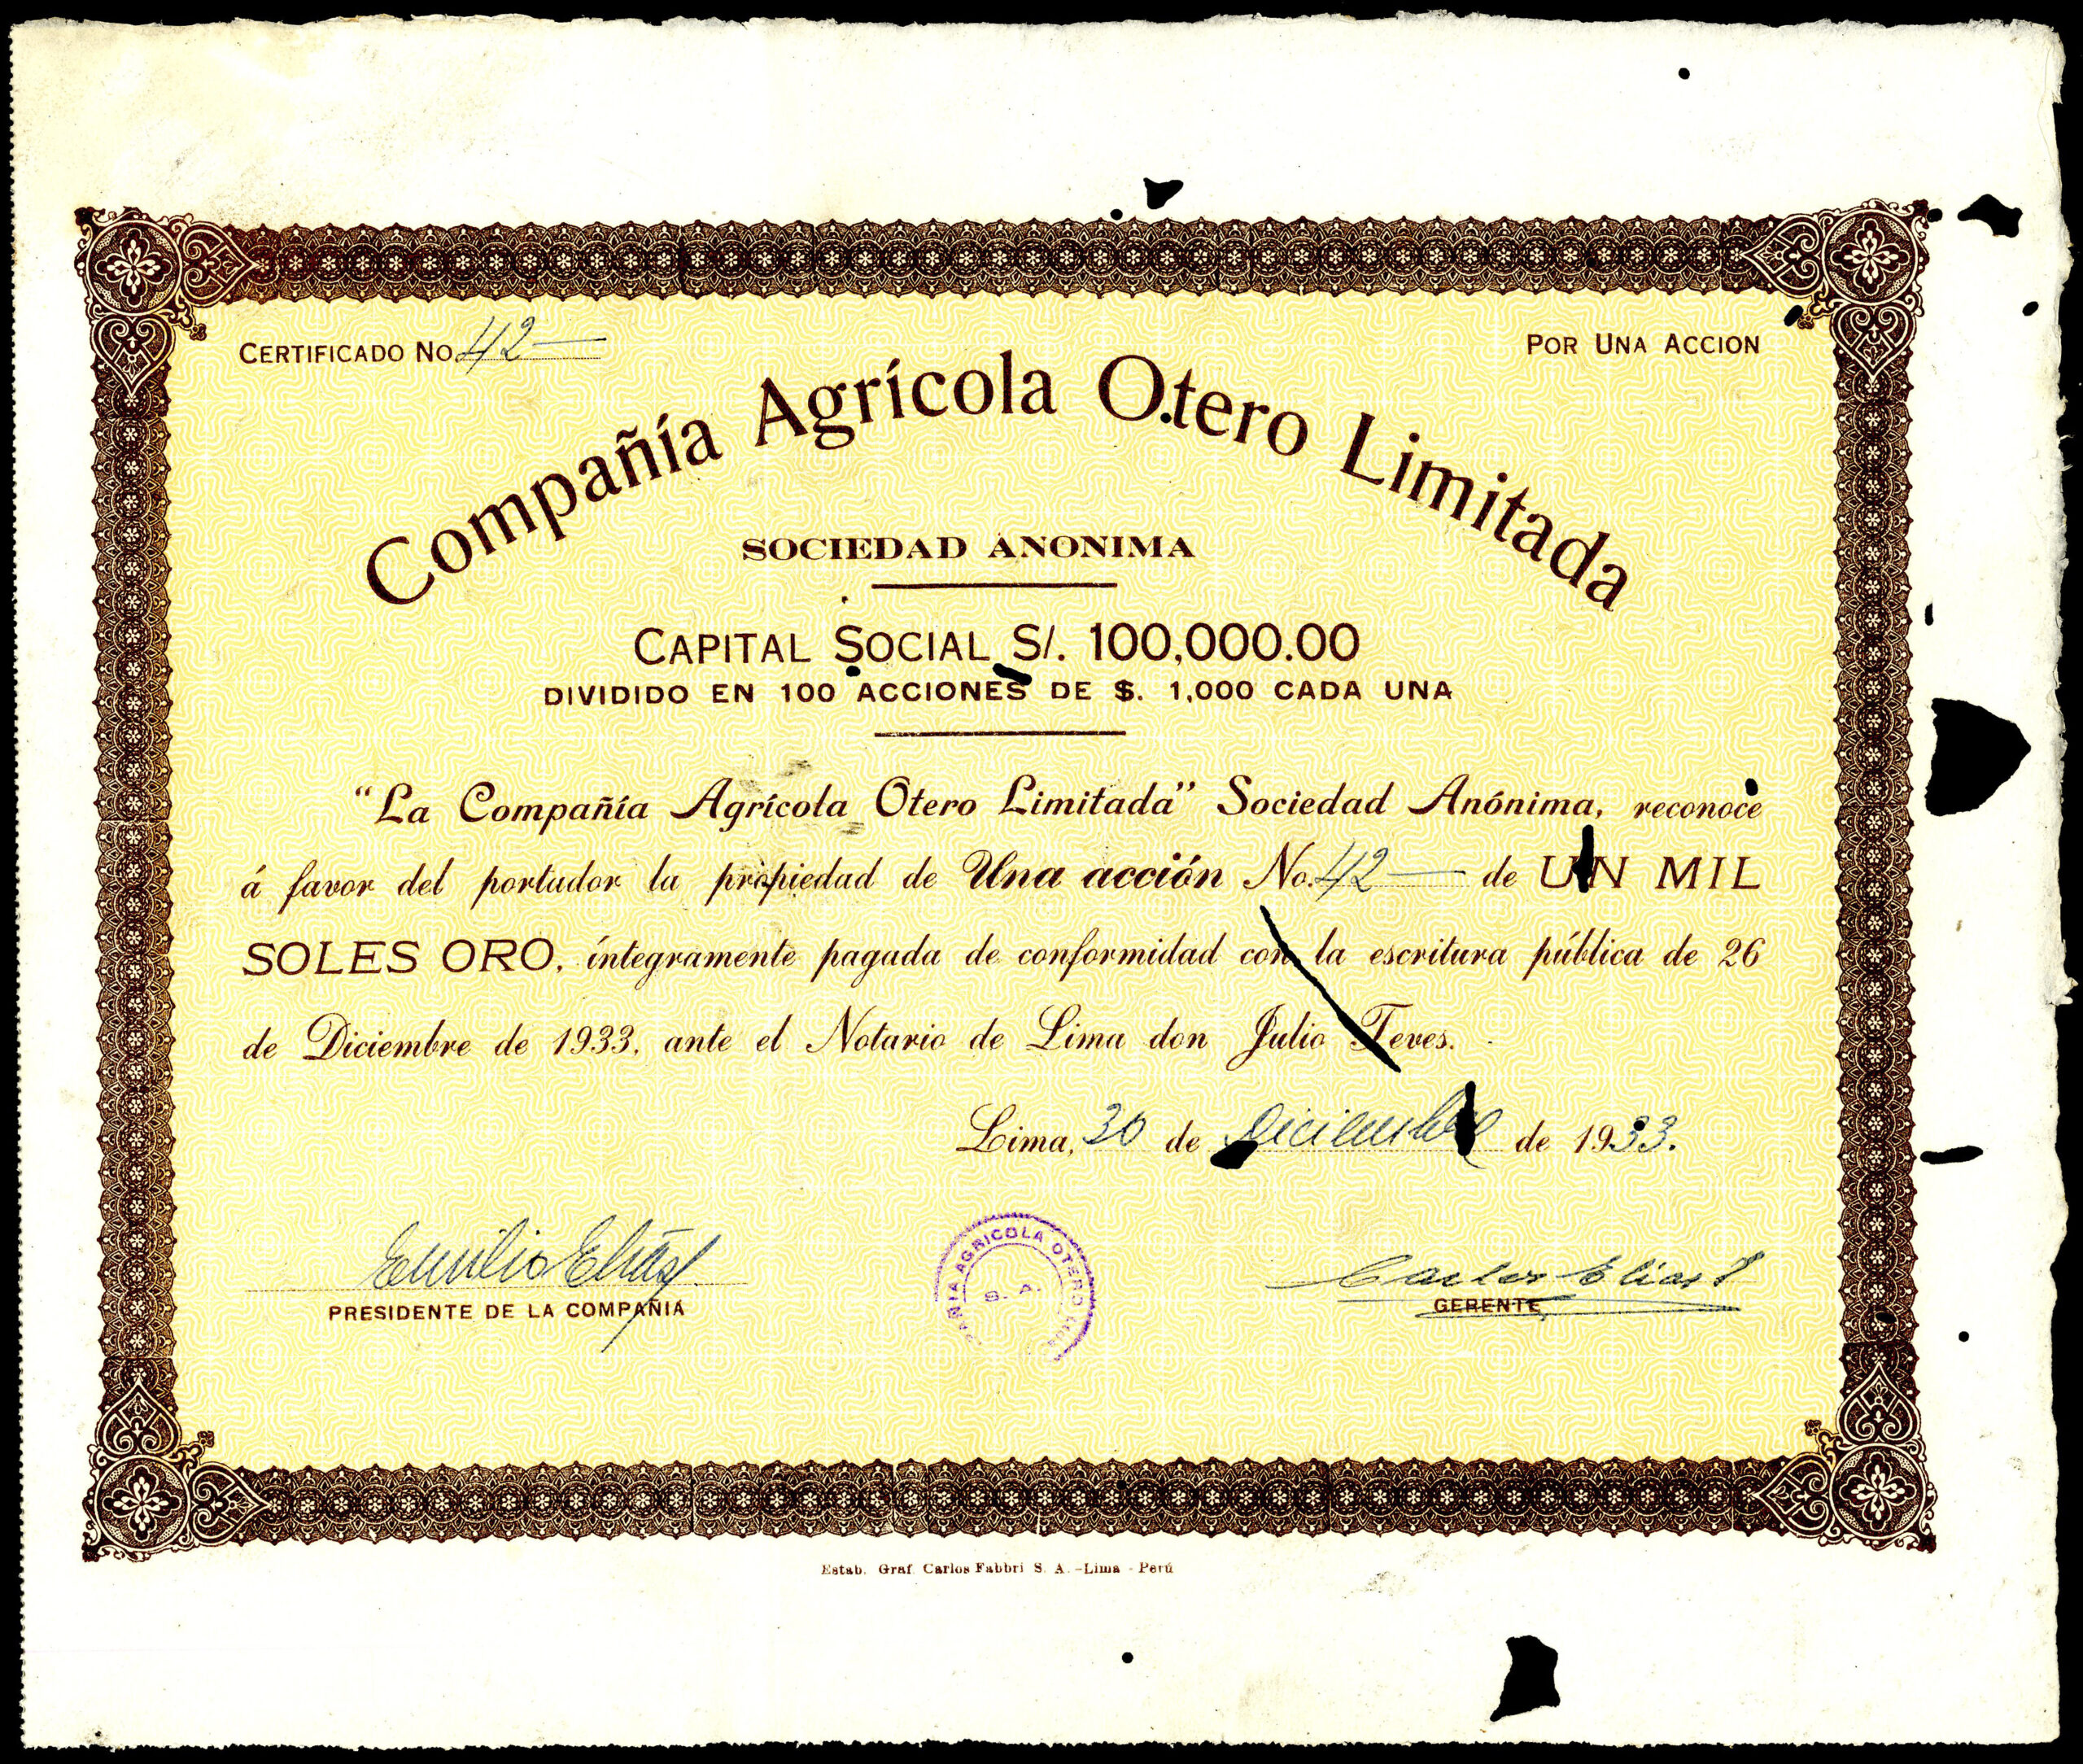 CERTIFICADO NO. 42
POR UNA ACCION
Compañía Agrícola Otero Limitada
SOCIEDAD ANONIMA
CAPITAL SOCIAL S/. 100,000.00
DIVIDIDO EN 100 ACCIONES DE $. 1,000 CADA UNA
“La Compañía Agrícola Otero Limitada” Sociedad Anónima, reconoce
á favor del portador la propiedad de Una acción No. 42 de UN MIL
SOLES ORO, íntegramente pagada de conformidad con la escritura pública de 26
de Diciembre de 1933, ante el Notario de Lima don Julio Teves.
Lima, 30 de Diciembre de 1933.
Emilio Elías
PRESIDENTE DE LA COMPAÑIA
AGRICOLA OTERO
S. A.
Carlos Elias
GERENTE
Estab. Graf. Carlos Fabbri S. A. -Lima - Perú